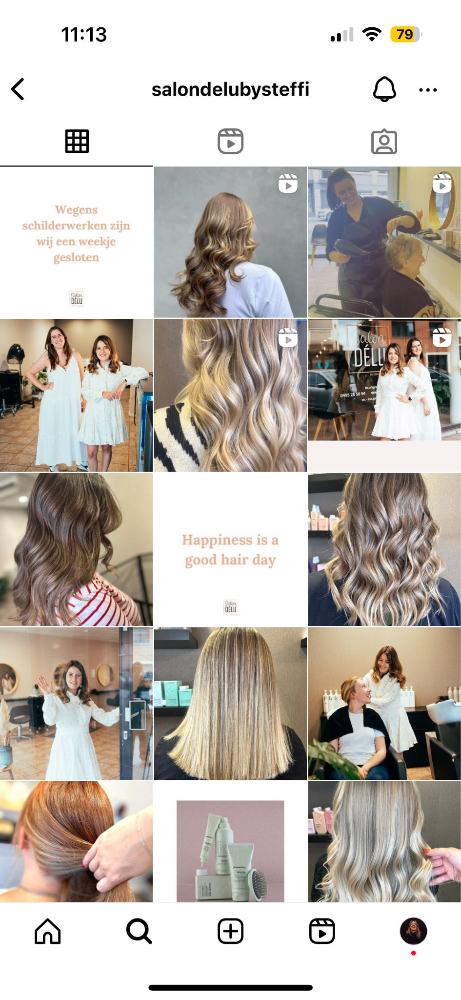 11:13
79
salondelubysteffi
Wegens
schilderwerken zijn
wij een weekje
gesloten
Salon
DÉLU
Salon
DÉLU
0495 26 50 54
Happiness is a
good hair day
Salon
DÉLU